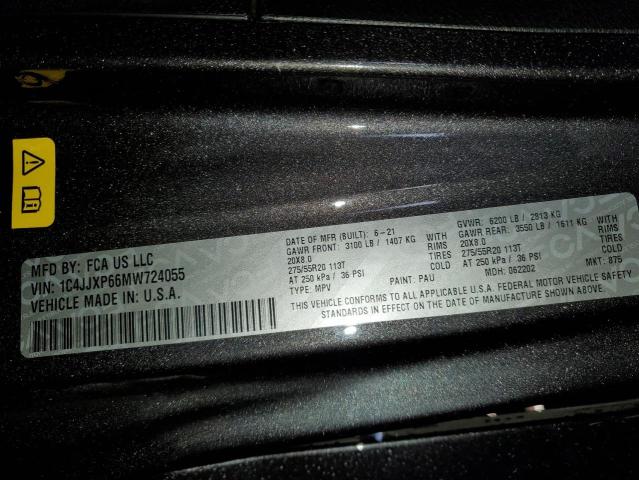 MFD BY: FCA US LLC
VIN: 1C4JJXP66MW724055
VEHICLE MADE IN U.S.A.
DATE OF MFR (BUILT): 6-21
GAWR FRONT: 3100 LB / 1407 KG WITH
20X8.0 RIMS
275/55R20 113T TIRES
AT 250 kPa / 36 PSI
TYPE: MPV PAINT: PAU
GVWR: 6200 LB / 2813 KG
GAWR REAR: 3550 LB / 1611 KG WITH
20X8.0 RIMS
275/55R20 113T TIRES
AT 250 kPa / 36 PSI
MDH: 062202 MKT: 875
THIS VEHICLE CONFORMS TO ALL APPLICABLE U.S.A. FEDERAL MOTOR VEHICLE SAFETY
STANDARDS IN EFFECT ON THE DATE OF MANUFACTURE SHOWN ABOVE